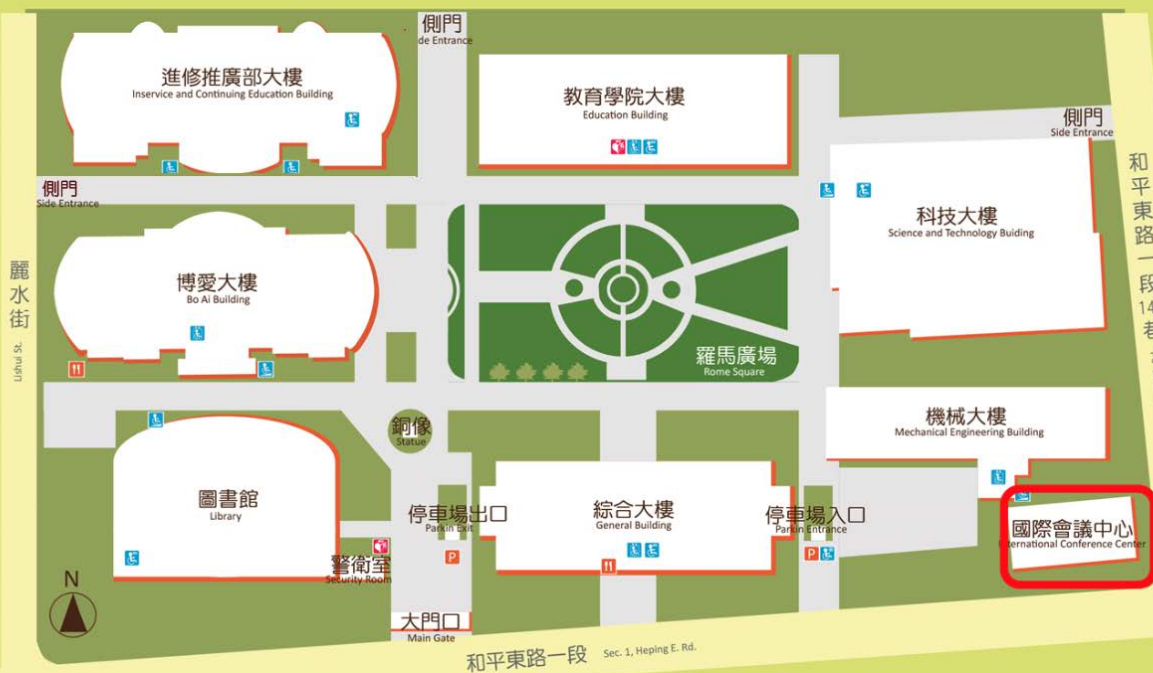 側門
de Entrance
進修推廣部大樓
Inservice and Continuing Education Building
教育學院大樓
Education Building
側門
Side Entrance
側門
Side Entrance
科技大樓
Science and Technology Buiding
博愛大樓
Bo Ai Building
麗水街
Lishui St.
和平東路一段
14
巷
羅馬廣場
Rome Square
銅像
Statue
機械大樓
Mechanical Engineering Building
圖書館
Library
停車場出口
Parkin Exit
P
綜合大樓
General Building
停車場入口
Parkin Entrance
P
國際會議中心
International Conference Center
警衛室
Security Room
N
大門口
Main Gate
和平東路一段 Sec. 1, Heping E. Rd.